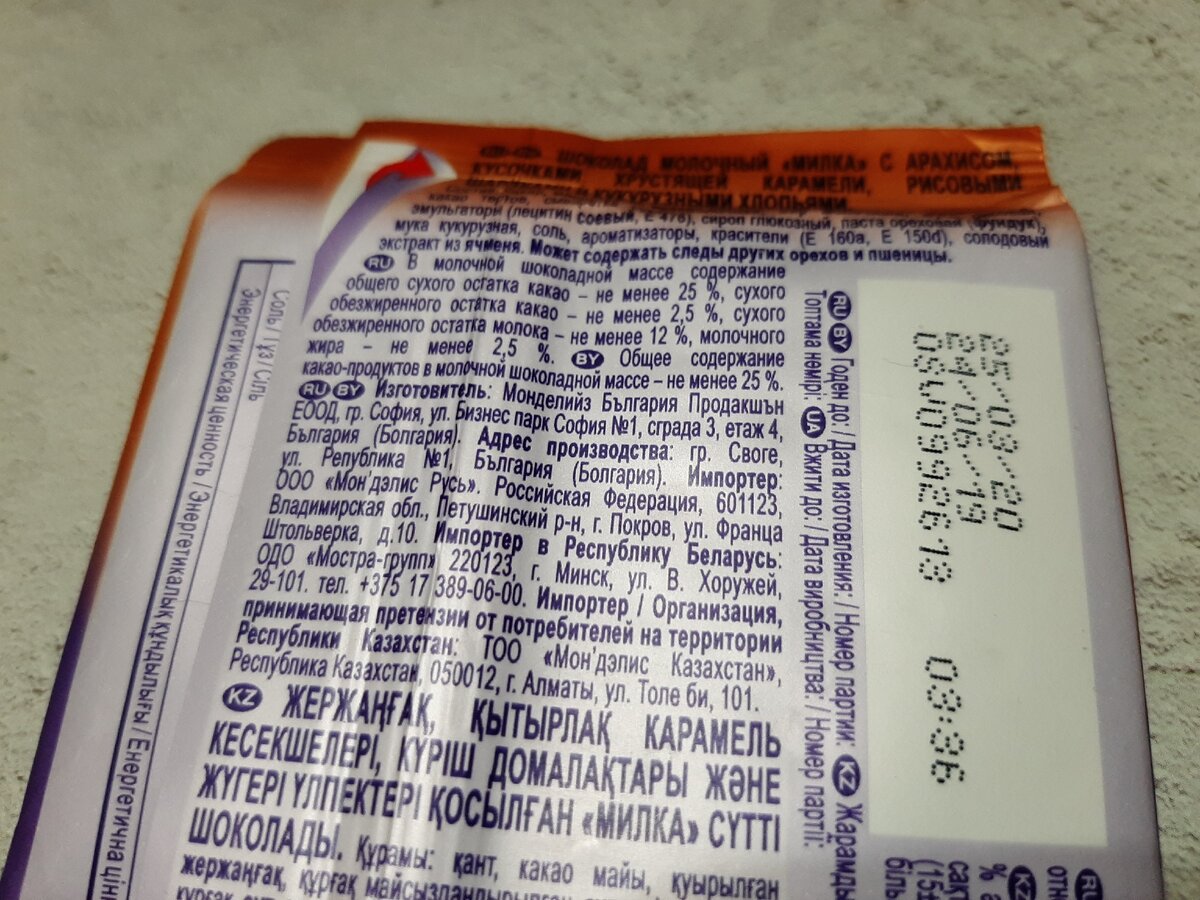 ШОКОЛАД МОЛОЧНЫЙ «МИЛКА» С АРАХИСОМ,
КУСОЧКАМИ ХРУСТЯЩЕЙ КАРАМЕЛИ, РИСОВЫМИ
КУКУРУЗНЫМИ ХЛОПЬЯМИ
эмульгаторы (лецитин соевый, Е 476), сироп глюкозный, паста ореховая (фундук),
мука кукурузная, соль, ароматизаторы, красители (Е 160a, Е 150d), солодовый
экстракт из ячменя. Может содержать следы других орехов и пшеницы.
RU В молочной шоколадной массе содержание
общего сухого остатка какао – не менее 25 %, сухого
обезжиренного остатка какао – не менее 2,5 %, сухого
обезжиренного остатка молока – не менее 12 %, молочного
жира – не менее 2,5 %. BY Общее содержание
какао-продуктов в молочной шоколадной массе – не менее 25 %.
RU BY Изготовитель: Монделийз България Продакшън
ЕООД, гр. София, ул. Бизнес парк София №1, сграда 3, етаж 4,
България (Болгария). Адрес производства: гр. Своге,
ул. Република №1, България (Болгария). Импортер:
ООО «Мон'дэлис Русь». Российская Федерация, 601123,
Владимирская обл., Петушинский р-н, г. Покров, ул. Франца
Штольверка, д.10. Импортер в Республику Беларусь:
ОДО «Мостра-групп» 220123, г. Минск, ул. В. Хоружей,
29-101. тел. +375 17 389-06-00. Импортер / Организация,
принимающая претензии от потребителей на территории
Республики Казахстан: ТОО «Мон'дэлис Казахстан»,
Республика Казахстан, 050012, г. Алматы, ул. Толе би, 101.
KZ ЖЕРЖАҢҒАҚ, ҚЫТЫРЛАҚ КАРАМЕЛЬ
КЕСЕКШЕЛЕРІ, КҮРІШ ДОМАЛАҚТАРЫ ЖӘНЕ
ЖҮГЕРІ ҮЛПЕКТЕРІ ҚОСЫЛҒАН «МИЛКА» СҮТТІ
ШОКОЛАДЫ. Құрамы: қант, какао майы, қуырылған
жержаңғақ, құрғақ майсыздандырылған
Соль / Тұз / Сіль
Энергетическая ценность / Энергетикалық құндылығы / Енергетична
RU BY Годен до: / Дата изготовления: / Номер партии: KZ Жарамды
Топтама нөмірі: UA Вжити до: / Дата виробництва: / Номер партії:
25/03/20
24/06/19
OSU0992613 03:36
RU
KZ